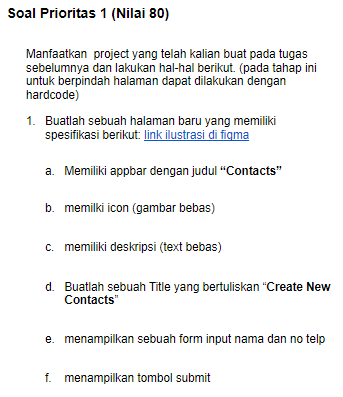 Soal Prioritas 1 (Nilai 80)
Manfaatkan project yang telah kalian buat pada tugas
sebelumnya dan lakukan hal-hal berikut. (pada tahap ini
untuk berpindah halaman dapat dilakukan dengan
hardcode)
1. Buatlah sebuah halaman baru yang memiliki
spesifikasi berikut: link ilustrasi di figma
a. Memiliki appbar dengan judul “Contacts”
b. memilki icon (gambar bebas)
c. memiliki deskripsi (text bebas)
d. Buatlah sebuah Title yang bertuliskan “Create New
Contacts”
e. menampilkan sebuah form input nama dan no telp
f. menampilkan tombol submit